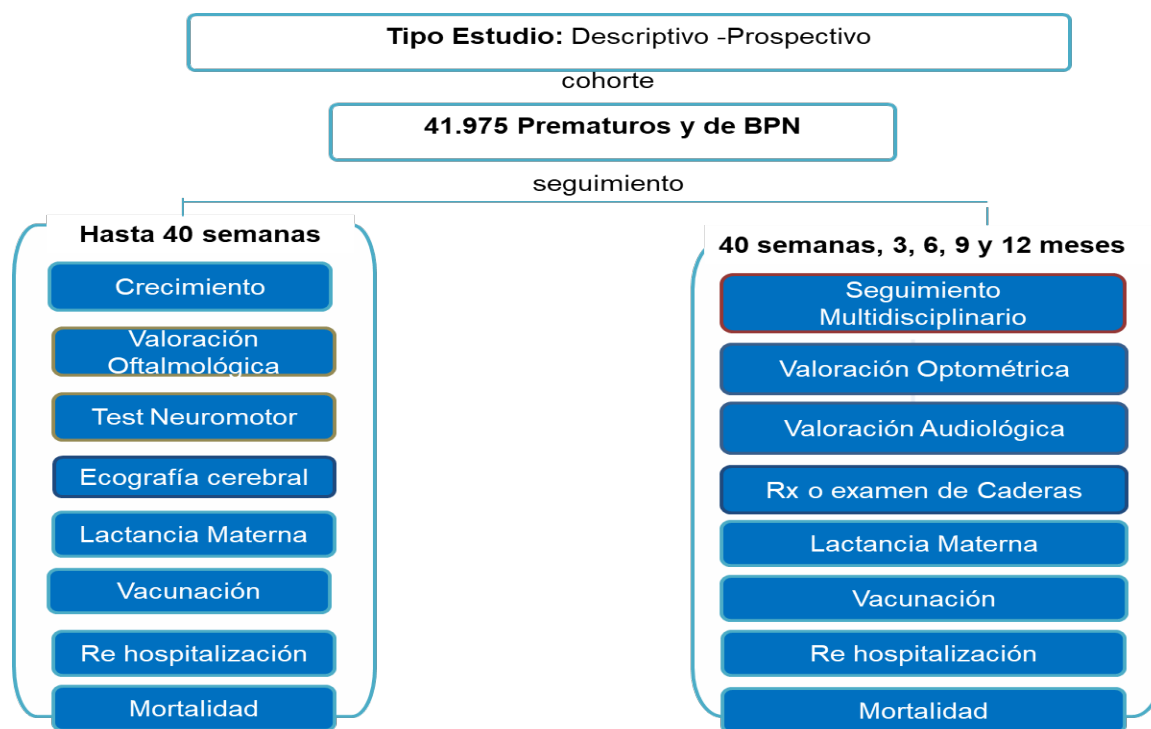 Tipo Estudio: Descriptivo -Prospectivo
cohorte
41.975 Prematuros y de BPN
seguimiento
Hasta 40 semanas
Crecimiento
Valoración
Oftalmológica
Test Neuromotor
Ecografía cerebral
Lactancia Materna
Vacunación
Re hospitalización
Mortalidad
40 semanas, 3, 6, 9 y 12 meses
Seguimiento
Multidisciplinario
Valoración Optométrica
Valoración Audiológica
Rx o examen de Caderas
Lactancia Materna
Vacunación
Re hospitalización
Mortalidad